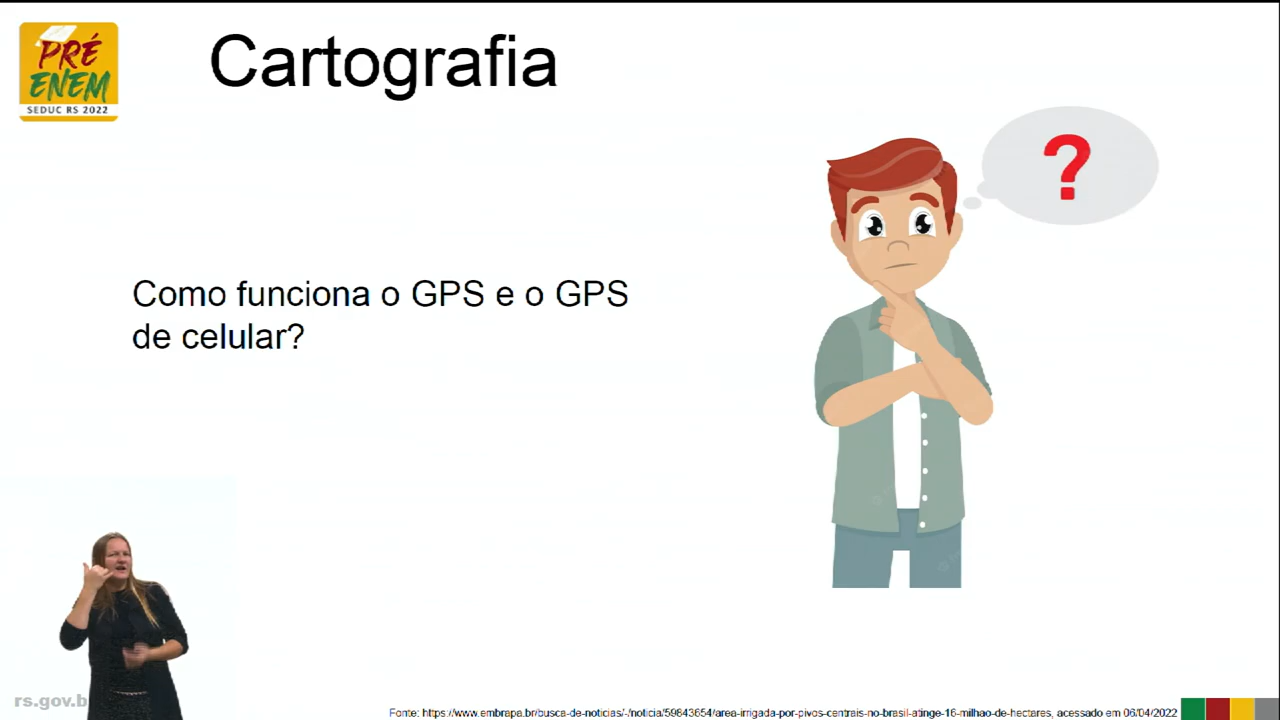 PRÉ
ENEM
SEDUC RS 2022
Cartografia
?
Como funciona o GPS e o GPS
de celular?
rs.gov.b
Fonte: https://www.embrapa.br/busca-de-noticias/-/noticia/59843654/area-irrigada-por-pivos-centrais-no-brasil-atinge-16-milhao-de-hectares, acessado em 06/04/2022